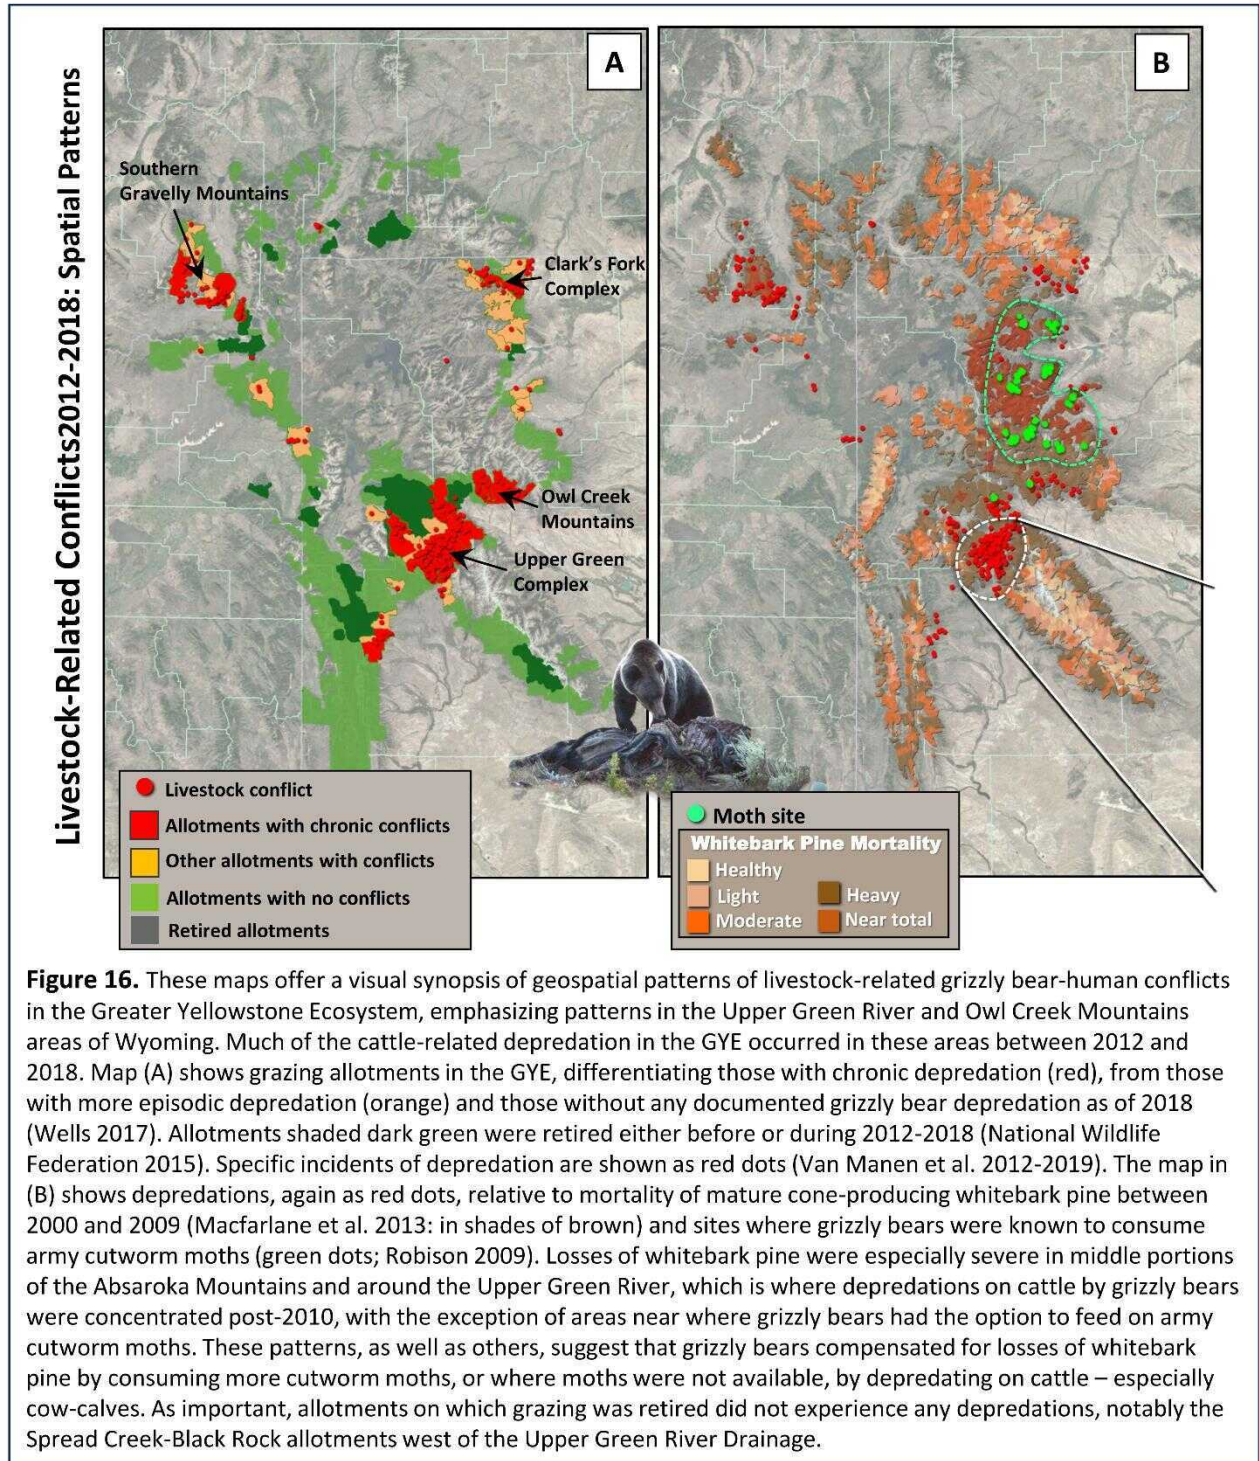 Livestock-Related Conflicts2012-2018: Spatial Patterns
A
B
Southern
Gravelly Mountains
Clark's Fork
Complex
Owl Creek
Mountains
Upper Green
Complex
Livestock conflict
Allotments with chronic conflicts
Other allotments with conflicts
Allotments with no conflicts
Retired allotments
Moth site
Whitebark Pine Mortality
Healthy
Light
Moderate
Heavy
Near total
Figure 16. These maps offer a visual synopsis of geospatial patterns of livestock-related grizzly bear-human conflicts
in the Greater Yellowstone Ecosystem, emphasizing patterns in the Upper Green River and Owl Creek Mountains
areas of Wyoming. Much of the cattle-related depredation in the GYE occurred in these areas between 2012 and
2018. Map (A) shows grazing allotments in the GYE, differentiating those with chronic depredation (red), from those
with more episodic depredation (orange) and those without any documented grizzly bear depredation as of 2018
(Wells 2017). Allotments shaded dark green were retired either before or during 2012-2018 (National Wildlife
Federation 2015). Specific incidents of depredation are shown as red dots (Van Manen et al. 2012-2019). The map in
(B) shows depredations, again as red dots, relative to mortality of mature cone-producing whitebark pine between
2000 and 2009 (Macfarlane et al. 2013: in shades of brown) and sites where grizzly bears were known to consume
army cutworm moths (green dots; Robison 2009). Losses of whitebark pine were especially severe in middle portions
of the Absaroka Mountains and around the Upper Green River, which is where depredations on cattle by grizzly bears
were concentrated post-2010, with the exception of areas near where grizzly bears had the option to feed on army
cutworm moths. These patterns, as well as others, suggest that grizzly bears compensated for losses of whitebark
pine by consuming more cutworm moths, or where moths were not available, by depredating on cattle – especially
cow-calves. As important, allotments on which grazing was retired did not experience any depredations, notably the
Spread Creek-Black Rock allotments west of the Upper Green River Drainage.